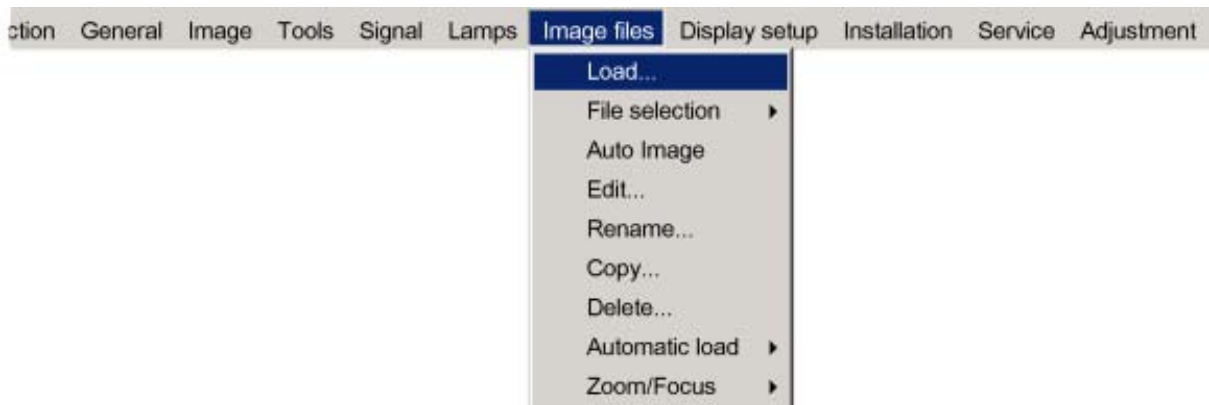 ction General Image Tools Signal Lamps Image files Display setup Installation Service Adjustment
Load...
File selection
Auto Image
Edit...
Rename...
Copy...
Delete...
Automatic load
Zoom/Focus